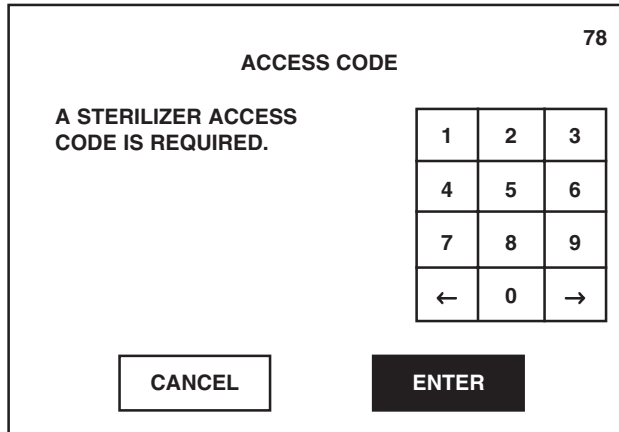 78
ACCESS CODE
A STERILIZER ACCESS
CODE IS REQUIRED.
1 2 3
4 5 6
7 8 9
← 0 →
CANCEL ENTER